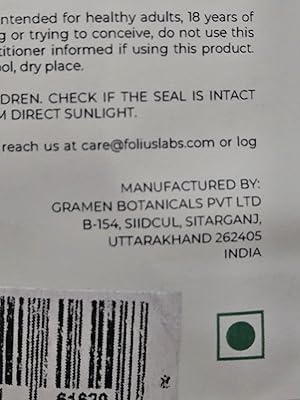 ntended for healthy adults, 18 years of
g or trying to conceive, do not use this
titioner informed if using this product.
ool, dry place.
DREN. CHECK IF THE SEAL IS INTACT
M DIRECT SUNLIGHT.
reach us at care@foliuslabs.com or log
MANUFACTURED BY:
GRAMEN BOTANICALS PVT LTD
B-154, SIIDCUL, SITARGANJ,
UTTARAKHAND 262405
INDIA